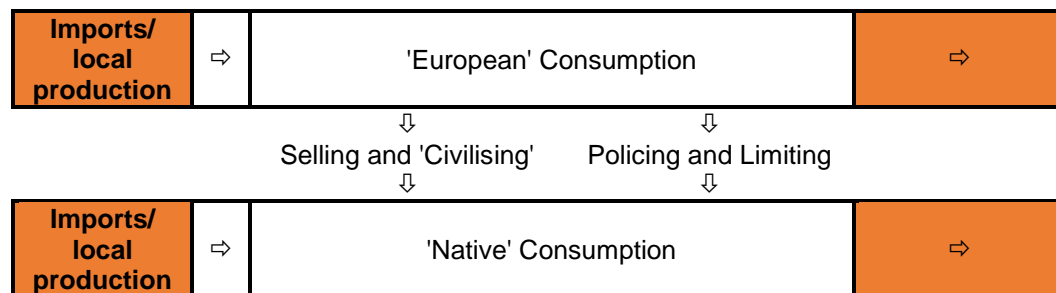 Imports/
local
production
⇨
'European' Consumption
⇨
⇩ ⇩
Selling and 'Civilising' Policing and Limiting
⇩ ⇩
Imports/
local
production
⇨
'Native' Consumption
⇨